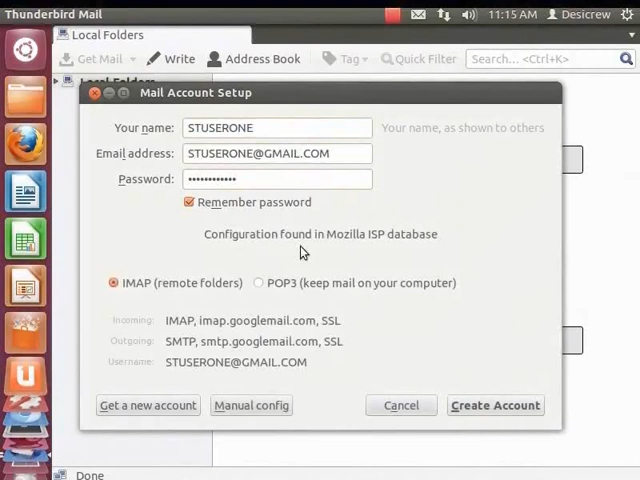 Thunderbird Mail
11:15 AM
Desicrew
Local Folders
Get Mail
Write
Address Book
Tag
Quick Filter
Search... <Ctrl+K>
Local Folders
Mail Account Setup
Your name:
STUSERONE
Your name, as shown to others
Email address:
STUSERONE@GMAIL.COM
Password:
••••••••••••
Remember password
Configuration found in Mozilla ISP database
IMAP (remote folders)
POP3 (keep mail on your computer)
Incoming:
IMAP, imap.googlemail.com, SSL
Outgoing:
SMTP, smtp.googlemail.com, SSL
Username:
STUSERONE@GMAIL.COM
Get a new account
Manual config
Cancel
Create Account
Done